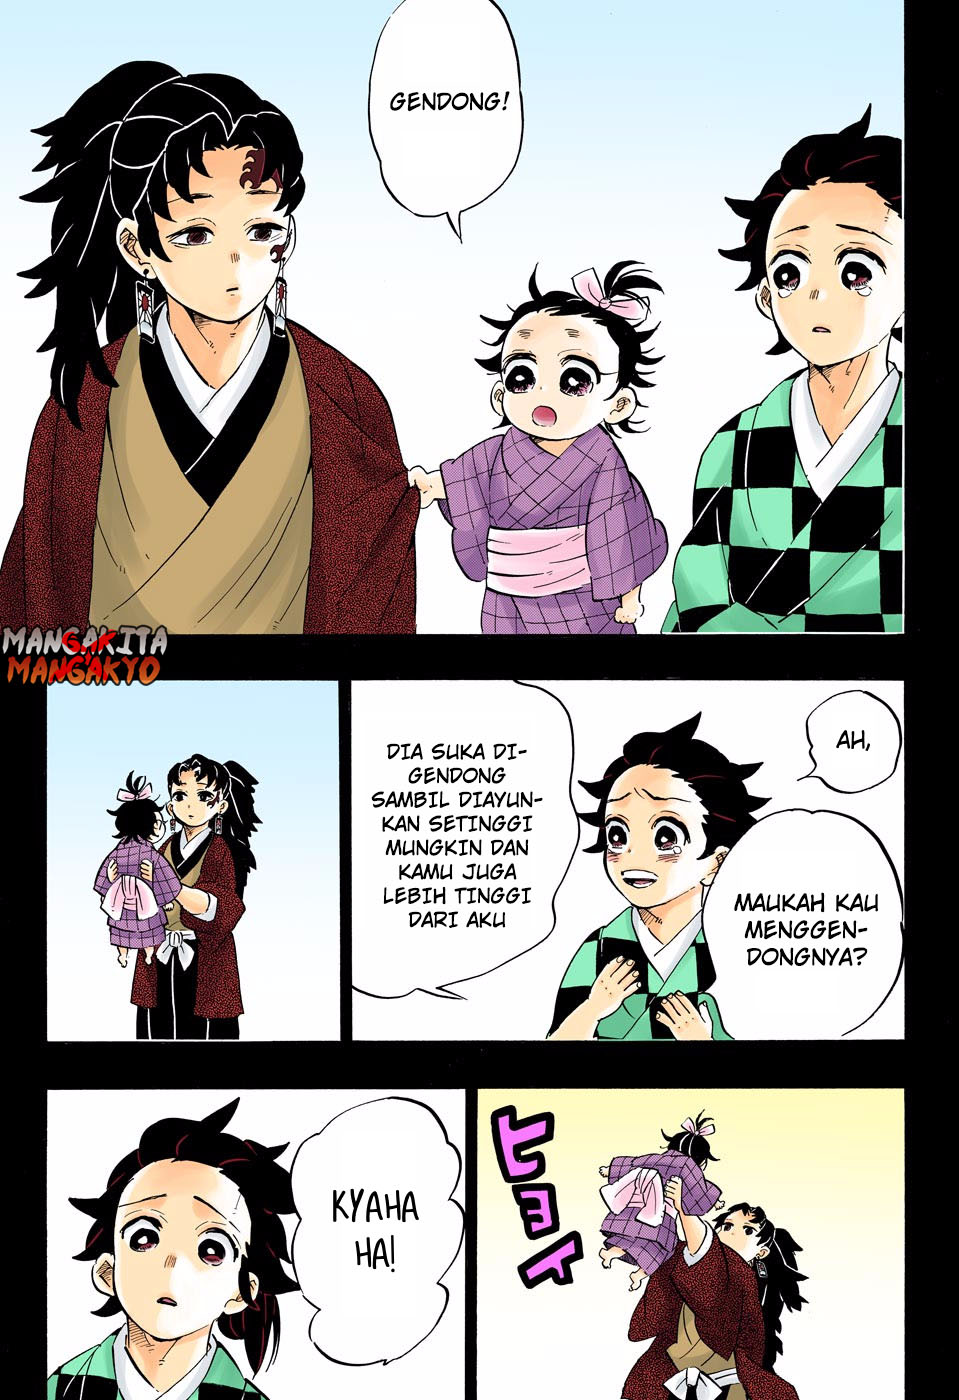 GENDONG!
MANGAKITA
MANGAKYO
AH,
MAUKAH KAU
MENGGEN-
DONGNYA?
DIA SUKA DI-
GENDONG
SAMBIL DIAYUN-
KAN SETINGGI
MUNGKIN DAN
KAMU JUGA
LEBIH TINGGI
DARI AKU
ヒョイ
KYAHA
HA!